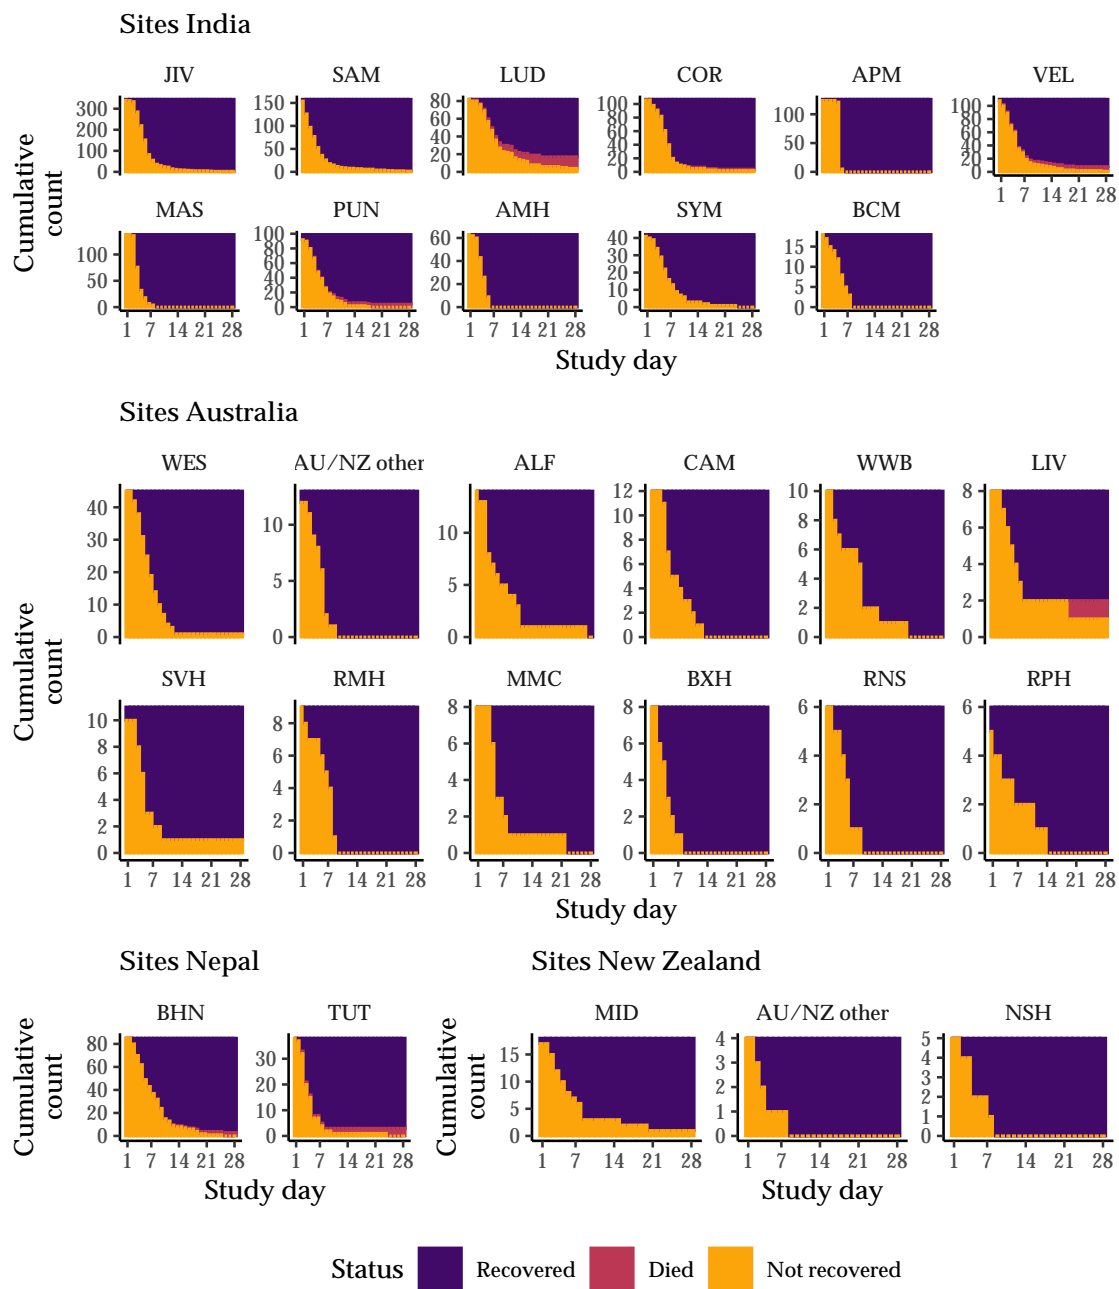 Sites India
JIV SAM LUD COR APM VEL
300 200 100 0
150 100 50 0
80 60 40 20 0
100 80 60 40 20 0
100 50 0
100 80 60 40 20 0
1 7 14 21 28
MAS PUN AMH SYM BCM
100 50 0
100 80 60 40 20 0
60 40 20 0
40 30 20 10 0
15 10 5 0
1 7 14 21 28 1 7 14 21 28 1 7 14 21 28 1 7 14 21 28 1 7 14 21 28
Cumulative
count
Study day
Sites Australia
WES AU/NZ other ALF CAM WWB LIV
40 30 20 10 0
10 5 0
10 5 0
12 10 8 6 4 2 0
10 8 6 4 2 0
8 6 4 2 0
SVH RMH MMC BXH RNS RPH
10 8 6 4 2 0
8 6 4 2 0
8 6 4 2 0
8 6 4 2 0
6 4 2 0
6 4 2 0
1 7 14 21 28 1 7 14 21 28 1 7 14 21 28 1 7 14 21 28 1 7 14 21 28 1 7 14 21 28
Cumulative
count
Study day
Sites Nepal
BHN TUT
80 60 40 20 0
30 20 10 0
1 7 14 21 28 1 7 14 21 28
Cumulative
count
Study day
Sites New Zealand
MID AU/NZ other NSH
15 10 5 0
4 3 2 1 0
5 4 3 2 1 0
1 7 14 21 28 1 7 14 21 28 1 7 14 21 28
Cumulative
count
Study day
Status Recovered Died Not recovered